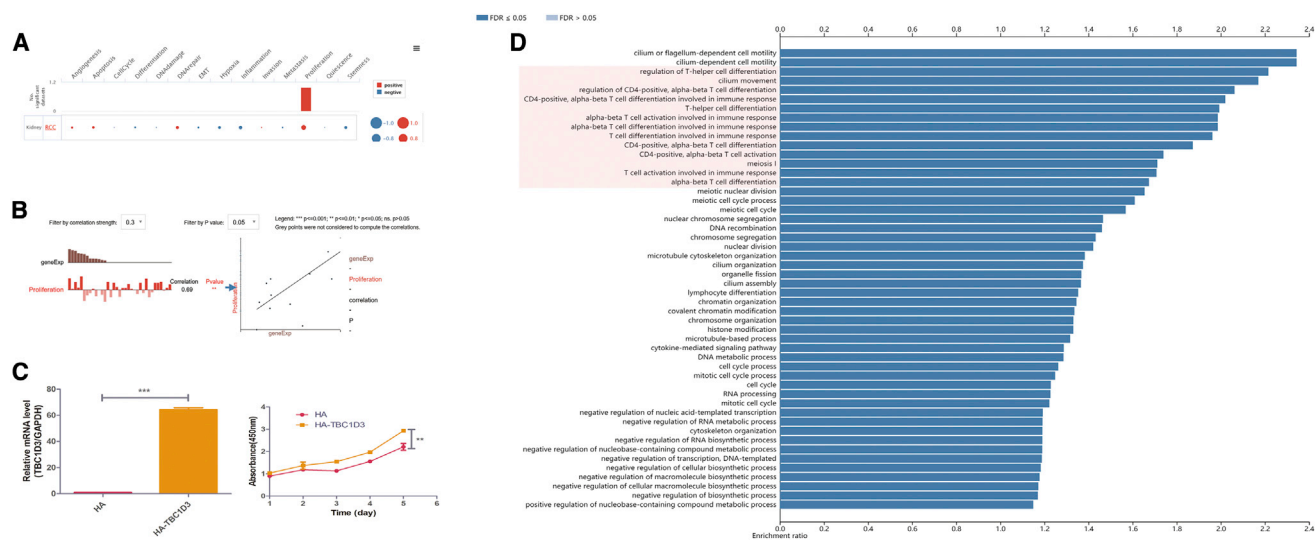 A
Angiogenesis
Apoptosis
CellCycle
Differentiation
DNAdamage
DNArepair
EMT
Hypoxia
Inflammation
Invasion
Metastasis
Proliferation
Quiescence
Stemness
No. significant datasets
1.2
0
positive
negtive
Kidney RCC
-1.0 1.0
-0.8 0.8
B
Filter by correlation strength: 0.3
Filter by P value: 0.05
Legend: *** p<=0.001; ** p<=0.01; * p<=0.05; ns. p>0.05
Grey points were not considered to compute the correlations.
geneExp
Proliferation
Correlation
0.69
Pvalue
**
Proliferation
geneExp
geneExp
Proliferation
correlation
P
C
Relative mRNA level
(TBC1D3/GAPDH)
80
60
40
20
0
***
HA
HA-TBC1D3
Absorbance(450nm)
4
3
2
1
0
HA
HA-TBC1D3
**
1 2 3 4 5 6
Time (day)
FDR ≤ 0.05 FDR > 0.05
D
0.0 0.2 0.4 0.6 0.8 1.0 1.2 1.4 1.6 1.8 2.0 2.2 2.4
cilium or flagellum-dependent cell motility
cilium-dependent cell motility
regulation of T-helper cell differentiation
cilium movement
regulation of CD4-positive, alpha-beta T cell differentiation
CD4-positive, alpha-beta T cell differentiation involved in immune response
T-helper cell differentiation
alpha-beta T cell activation involved in immune response
alpha-beta T cell differentiation involved in immune response
T cell differentiation involved in immune response
CD4-positive, alpha-beta T cell differentiation
CD4-positive, alpha-beta T cell activation
meiosis I
T cell activation involved in immune response
alpha-beta T cell differentiation
meiotic nuclear division
meiotic cell cycle process
meiotic cell cycle
nuclear chromosome segregation
DNA recombination
chromosome segregation
nuclear division
microtubule cytoskeleton organization
cilium organization
organelle fission
cilium assembly
lymphocyte differentiation
chromatin organization
covalent chromatin modification
chromosome organization
histone modification
microtubule-based process
cytokine-mediated signaling pathway
DNA metabolic process
cell cycle process
mitotic cell cycle process
cell cycle
RNA processing
mitotic cell cycle
negative regulation of nucleic acid-templated transcription
negative regulation of RNA metabolic process
cytoskeleton organization
negative regulation of RNA biosynthetic process
negative regulation of nucleobase-containing compound metabolic process
negative regulation of transcription, DNA-templated
negative regulation of cellular biosynthetic process
negative regulation of macromolecule biosynthetic process
negative regulation of cellular macromolecule biosynthetic process
negative regulation of biosynthetic process
positive regulation of nucleobase-containing compound metabolic process
0.0 0.2 0.4 0.6 0.8 1.0 1.2 1.4 1.6 1.8 2.0 2.2 2.4
Enrichment ratio